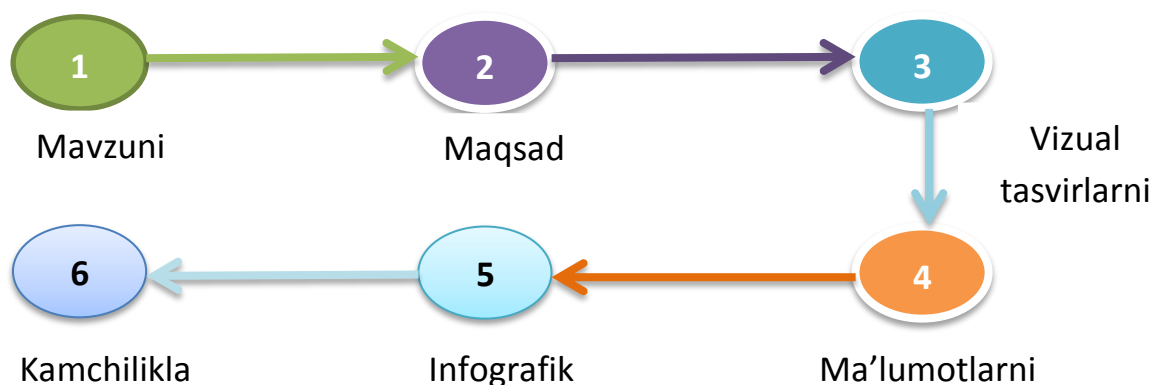 1
2
3
Mavzuni
Maqsad
Vizual
tasvirlarni
6
5
4
Kamchilikla
Infografik
Ma’lumotlarni